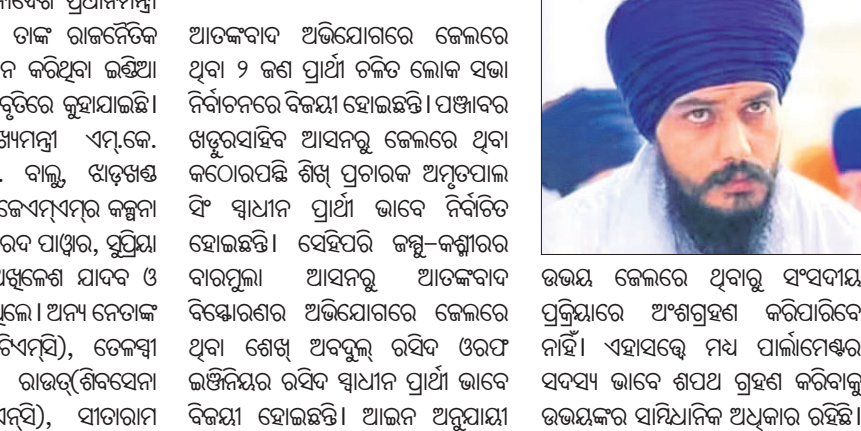 ତାଙ୍କ ରାଜନୈତିକ
କରିଥିବା ଇଣ୍ଡିଆ
କୁହାଯାଇଛି।
ଏମ୍.କେ.
ବାଲୁ, ଝାଡ଼ଖଣ୍ଡ
ଜେଏମ୍ଏମ୍‌ର କଳ୍ପନା
ପାୱାର, ସୁପ୍ରିୟା
ଯାଦବ ଓ
ଅନ୍ୟ ନେତାଙ୍କ
ତେଜସ୍ୱୀ
ରାଉତ୍(ଶିବସେନା
ସୀତାରାମ
ଆତଙ୍କବାଦ ଅଭିଯୋଗରେ ଜେଲରେ
ଥିବା ୨ ଜଣ ପ୍ରାର୍ଥୀ ଚଳିତ ଲୋକ ସଭା
ନିର୍ବାଚନରେ ବିଜୟୀ ହୋଇଛନ୍ତି। ପଞ୍ଜାବର
ଖଡୁରସାହିବ ଆସନରୁ ଜେଲରେ ଥିବା
କଠୋରପନ୍ଥି ଶିଖ୍ ପ୍ରଚାରକ ଅମୃତପାଲ
ସିଂ ସ୍ୱାଧୀନ ପ୍ରାର୍ଥୀ ଭାବେ ନିର୍ବାଚିତ
ହୋଇଛନ୍ତି। ସେହିପରି ଜମ୍ମୁ–କଶ୍ମୀରର
ବାରମୁଲା ଆସନରୁ ଆତଙ୍କବାଦ
ବିସ୍ଫୋରଣର ଅଭିଯୋଗରେ ଜେଲରେ
ଥିବା ଶେଖ୍ ଅବଦୁଲ୍ ରସିଦ ଓରଫ
ଇଞ୍ଜିନିୟର ରସିଦ ସ୍ୱାଧୀନ ପ୍ରାର୍ଥୀ ଭାବେ
ବିଜୟୀ ହୋଇଛନ୍ତି। ଆଇନ ଅନୁଯାୟୀ
ଉଭୟ ଜେଲରେ ଥିବାରୁ ସଂସଦୀୟ
ପ୍ରକ୍ରିୟାରେ ଅଂଶଗ୍ରହଣ କରିପାରିବେ
ନାହିଁ। ଏହାସତ୍ତ୍ୱେ ମଧ୍ୟ ପାର୍ଲାମେଣ୍ଟର
ସଦସ୍ୟ ଭାବେ ଶପଥ ଗ୍ରହଣ କରିବାକୁ
ଉଭୟଙ୍କର ସାମ୍ବିଧାନିକ ଅଧିକାର ରହିଛି।